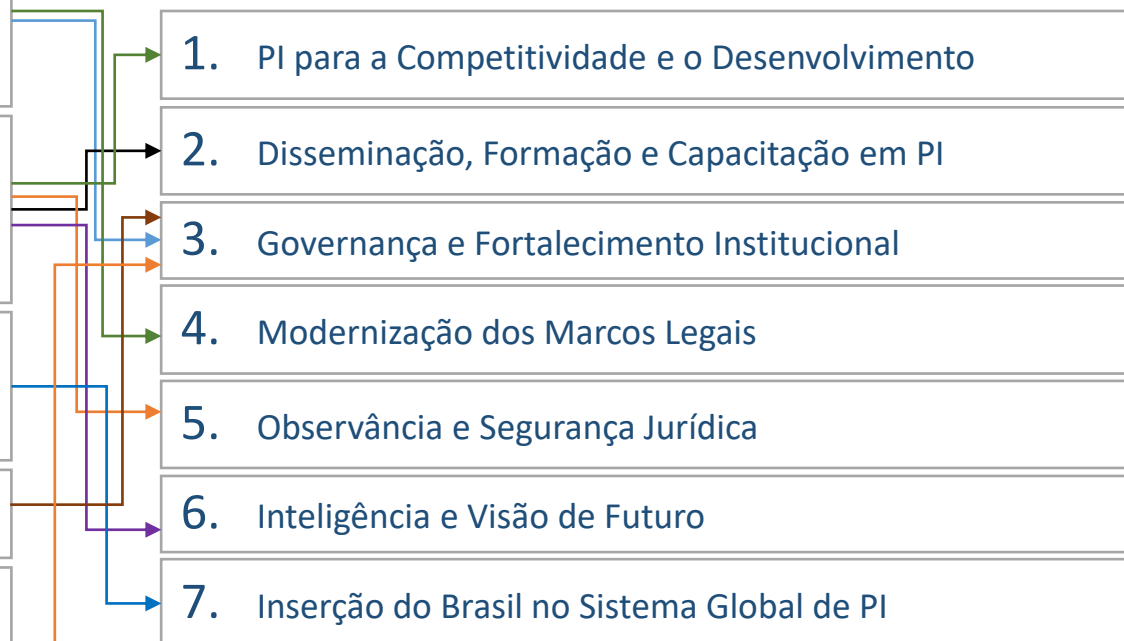 1. PI para a Competitividade e o Desenvolvimento
2. Disseminação, Formação e Capacitação em PI
3. Governança e Fortalecimento Institucional
4. Modernização dos Marcos Legais
5. Observância e Segurança Jurídica
6. Inteligência e Visão de Futuro
7. Inserção do Brasil no Sistema Global de PI